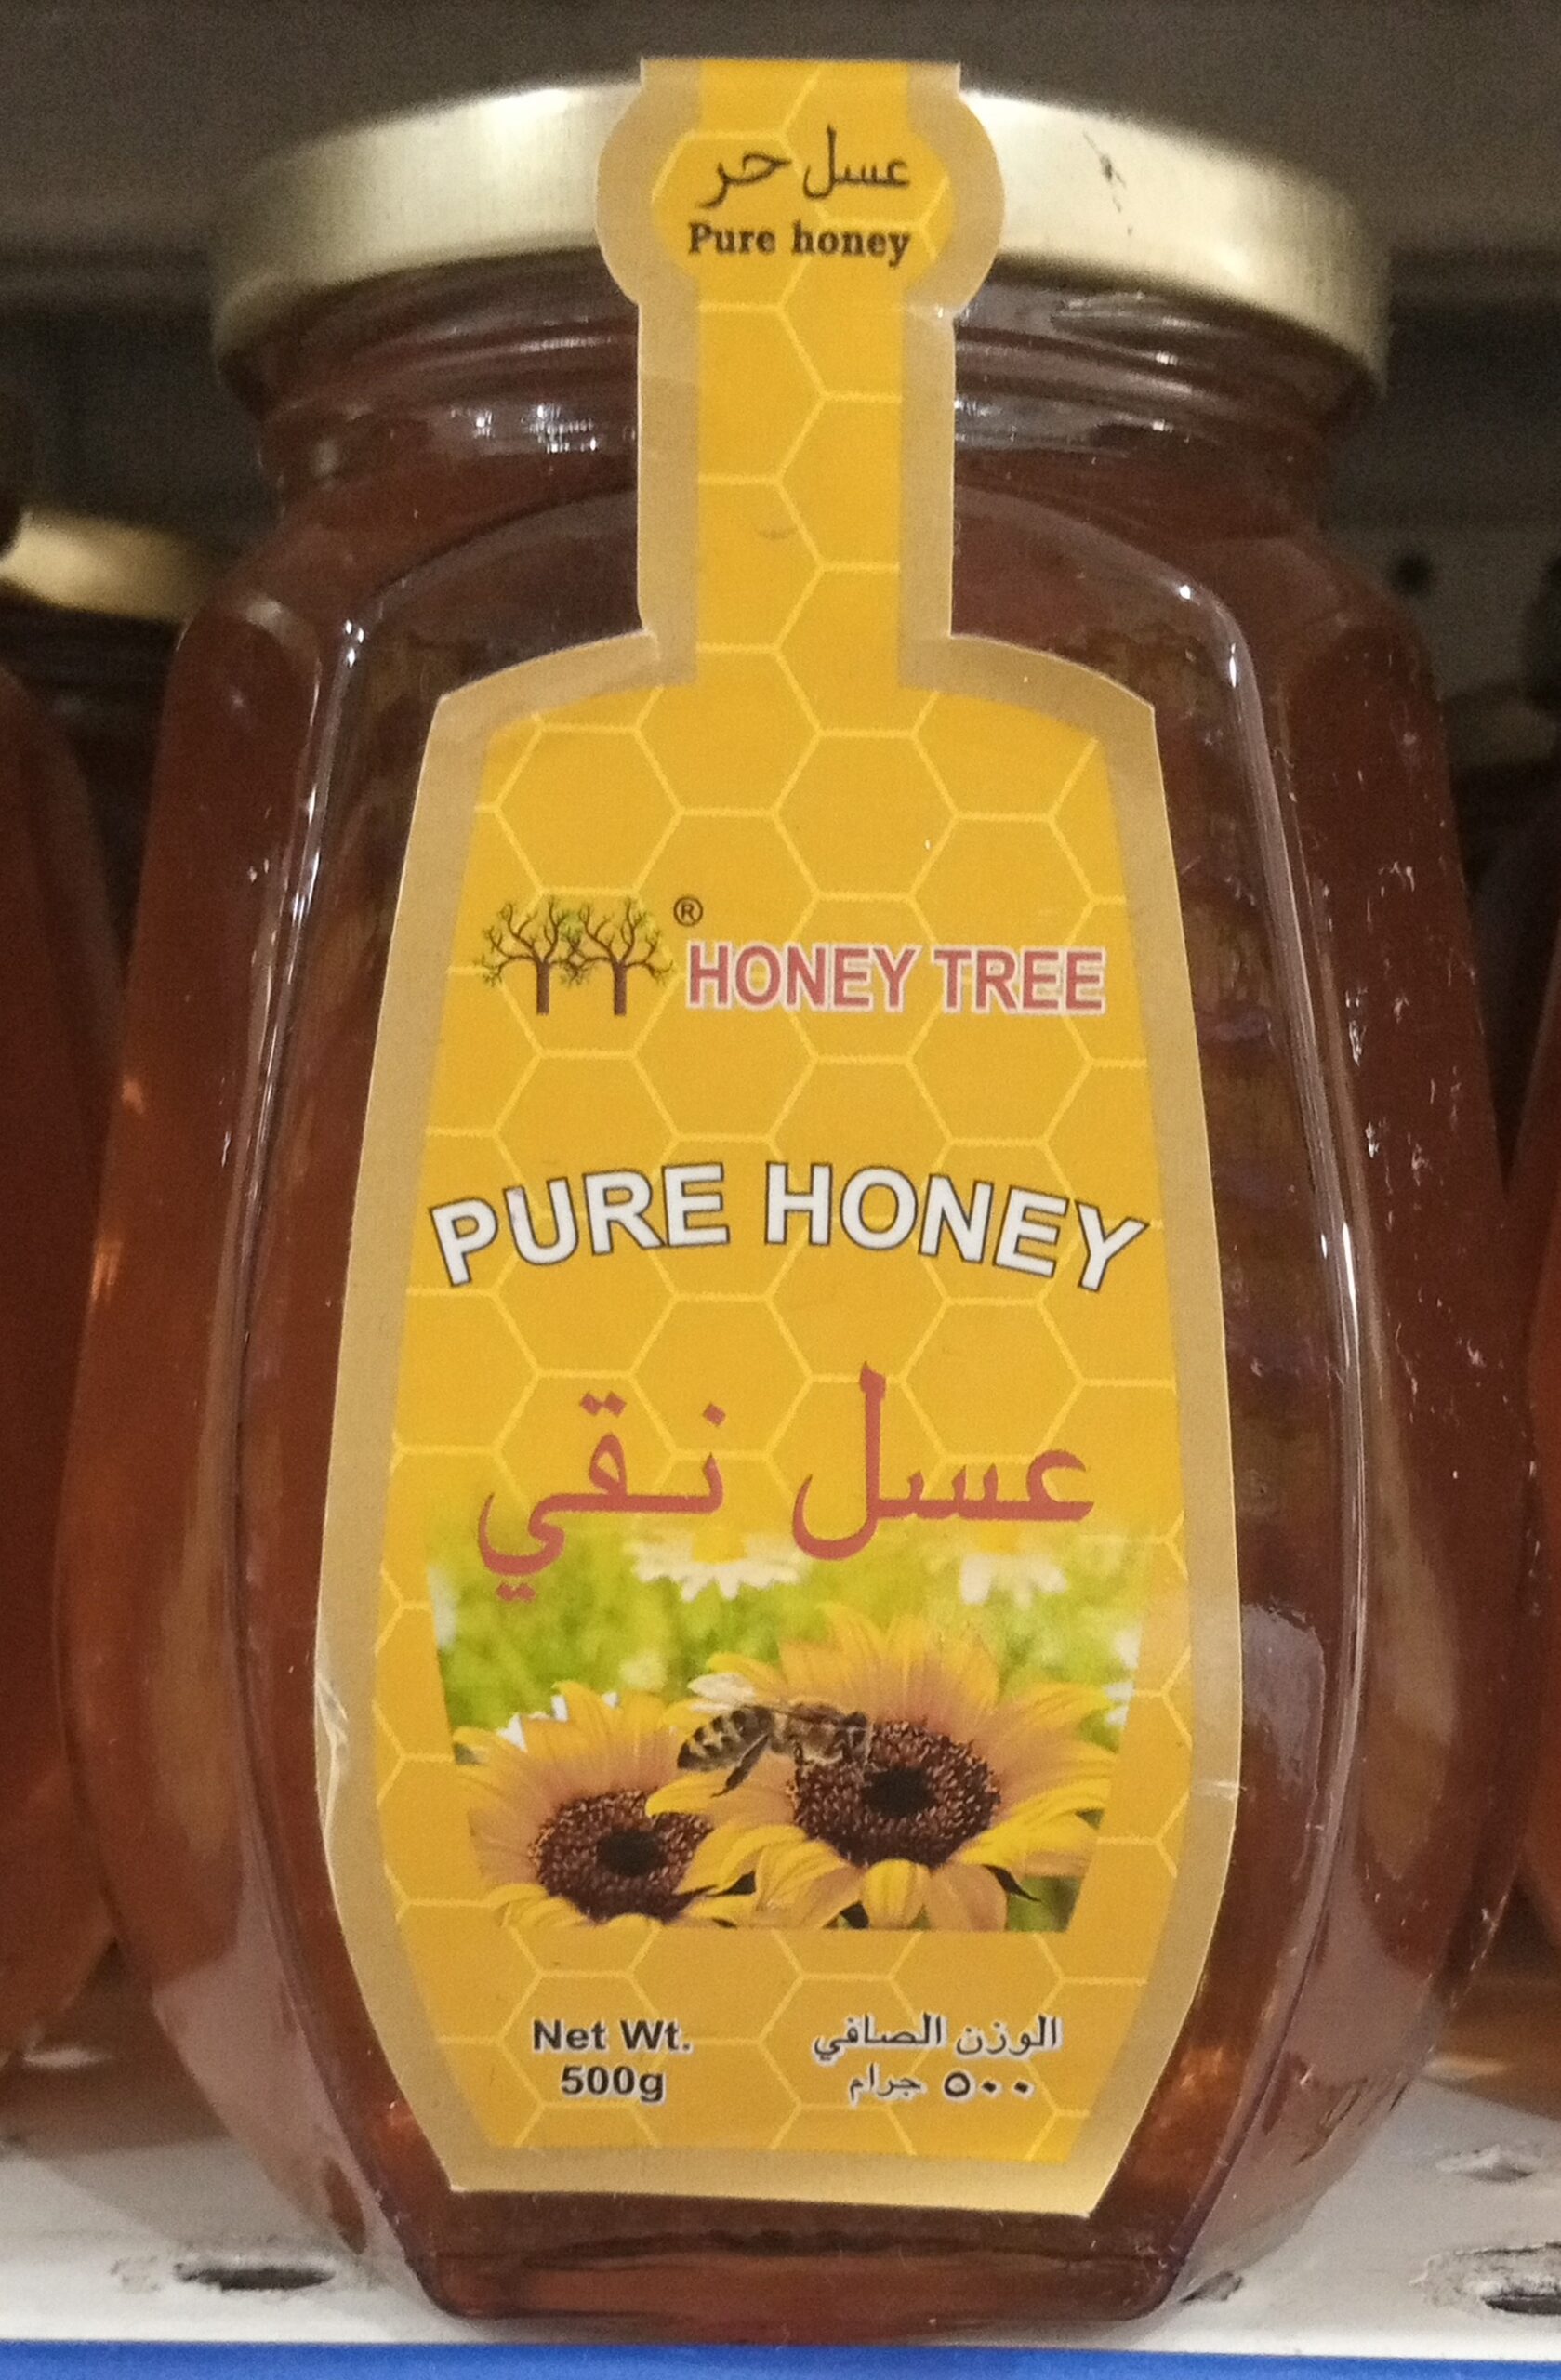 عسل حر
Pure honey
®
HONEY TREE
PURE HONEY
عسل نقي
Net Wt.
500g
الوزن الصافي
٥٠٠ جرام